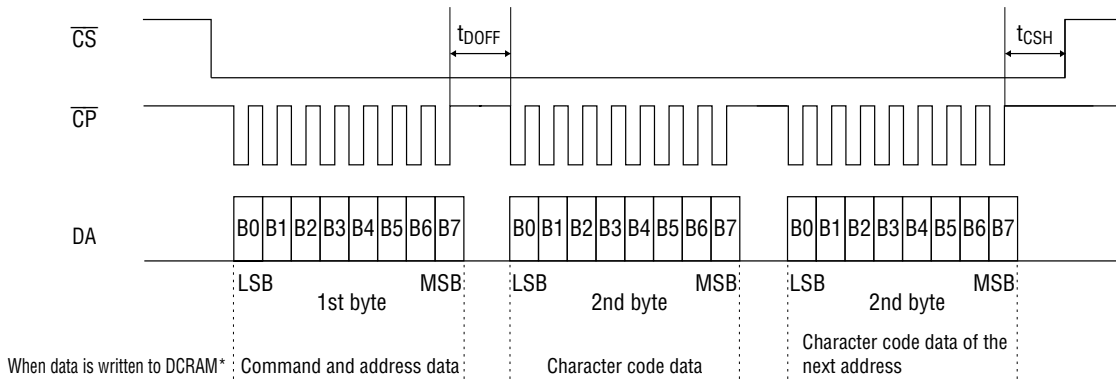 CS
tDOFF
tCSH
CP
DA
B0 B1 B2 B3 B4 B5 B6 B7
B0 B1 B2 B3 B4 B5 B6 B7
B0 B1 B2 B3 B4 B5 B6 B7
LSB
MSB
LSB
MSB
LSB
MSB
1st byte
2nd byte
2nd byte
When data is written to DCRAM*
Command and address data
Character code data
Character code data of the
next address